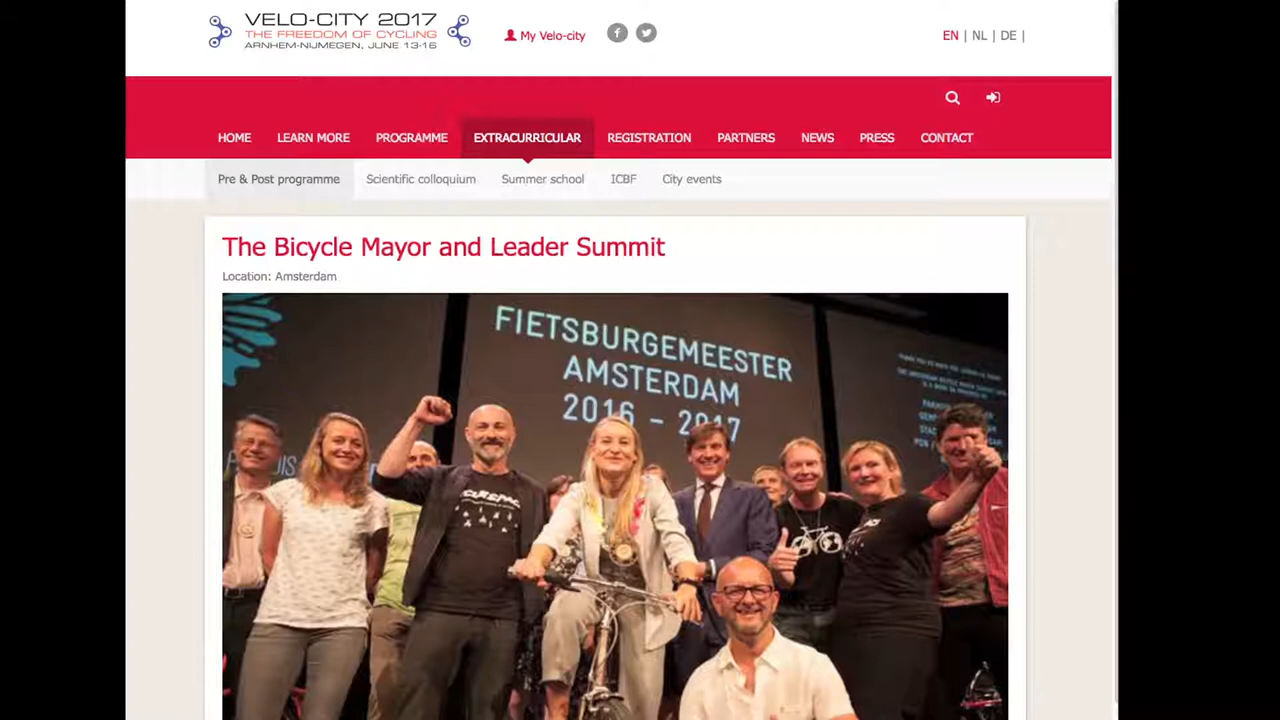 VELO-CITY 2017
THE FREEDOM OF CYCLING
ARNHEM-NIJMEGEN, JUNE 13-16
My Velo-city
EN | NL | DE |
HOME LEARN MORE PROGRAMME EXTRACURRICULAR REGISTRATION PARTNERS NEWS PRESS CONTACT
Pre & Post programme Scientific colloquium Summer school ICBF City events
The Bicycle Mayor and Leader Summit
Location: Amsterdam
FIETSBURGEMEESTER
AMSTERDAM
2016 - 2017